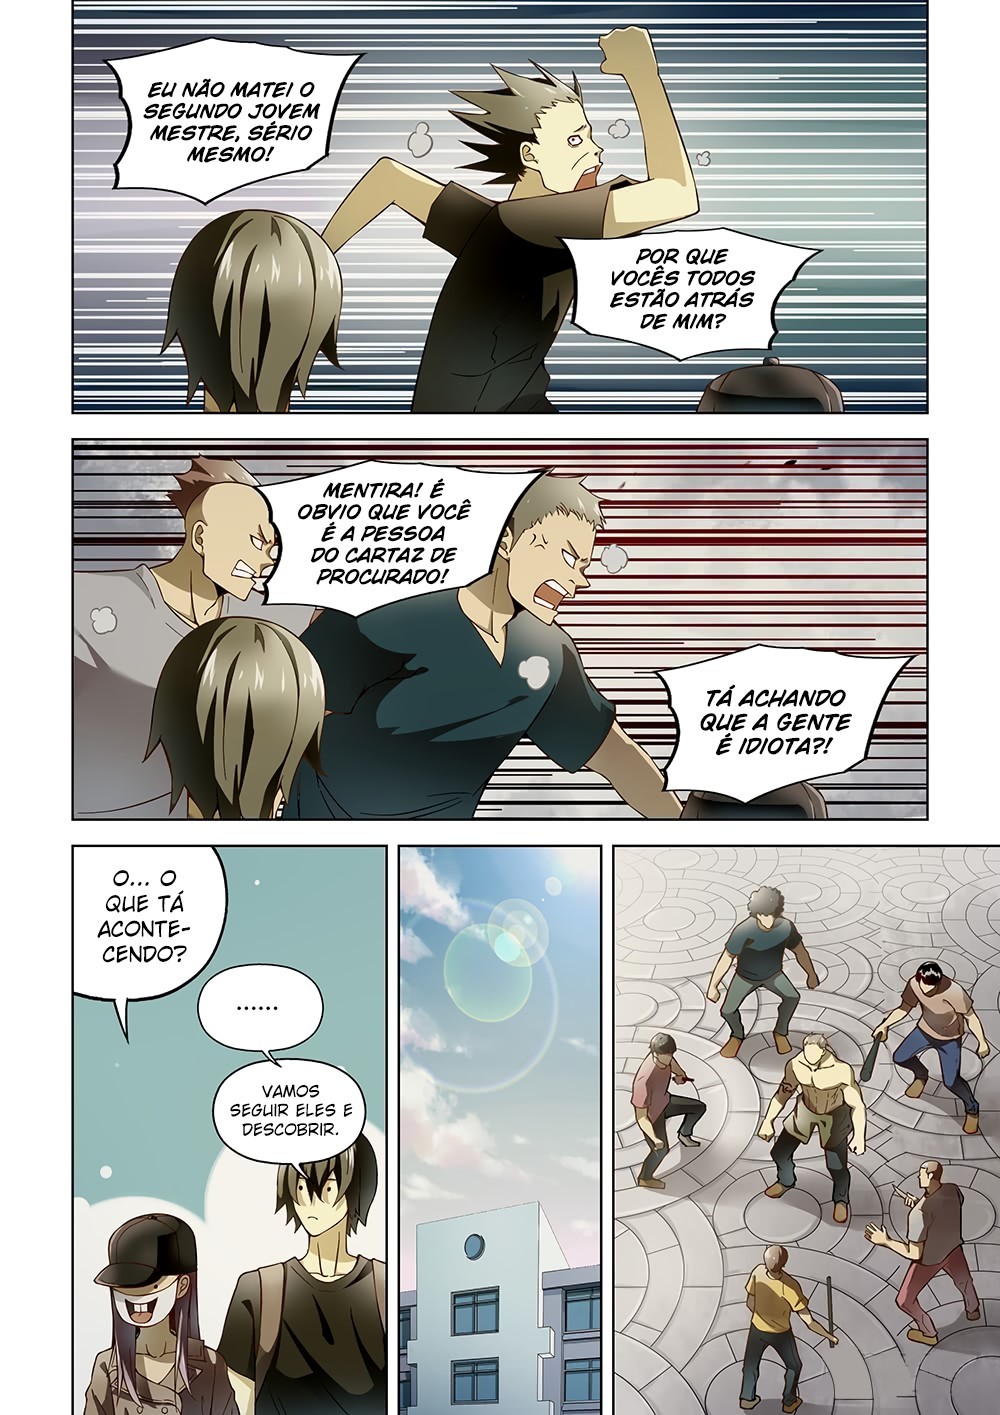 EU NÃO MATEI O
SEGUNDO JOVEM
MESTRE, SÉRIO
MESMO!
POR QUE
VOCÊS TODOS
ESTÃO ATRÁS
DE MIM?
MENTIRA! É
OBVIO QUE VOCÊ
É A PESSOA
DO CARTAZ DE
PROCURADO!
TÁ ACHANDO
QUE A GENTE
É IDIOTA?!
O... O
QUE TÁ
ACONTE-
CENDO?
......
VAMOS
SEGUIR ELES E
DESCOBRIR.